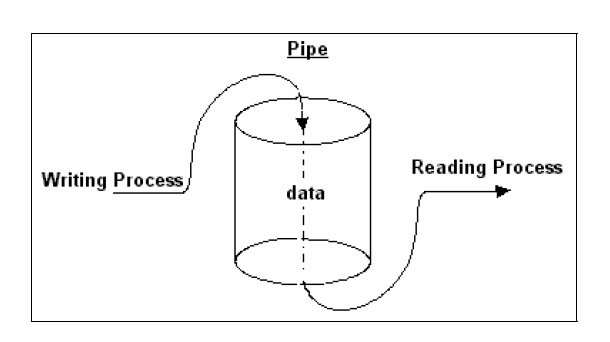 Pipe
Writing Process
data
Reading Process